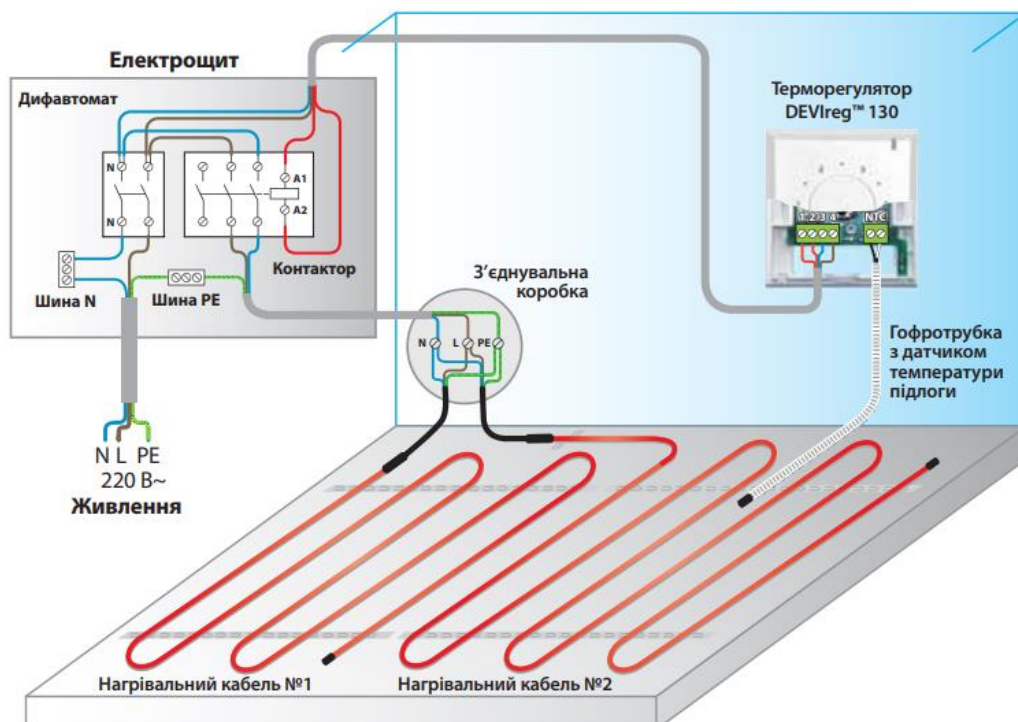 Електрощит
Дифавтомат
N
N
A1
A2
Контактор
Шина N
Шина PE
N L PE
220 В~
Живлення
З’єднувальна
коробка
N
L
PE
Терморегулятор
DEVIreg™ 130
1 2 3 4
NTC
Гофротрубка
з датчиком
температури
підлоги
Нагрівальний кабель №1
Нагрівальний кабель №2